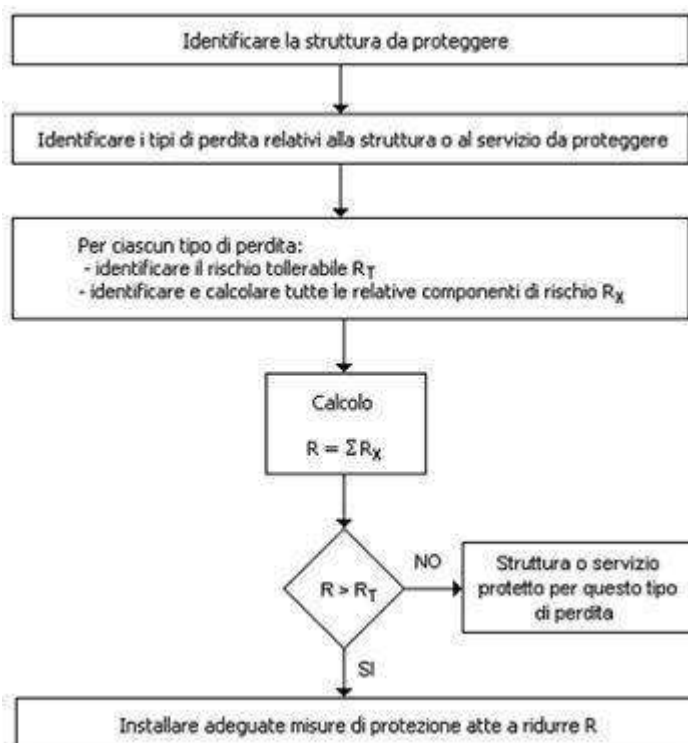 Identificare la struttura da proteggere
Identificare i tipi di perdita relativi alla struttura o al servizio da proteggere
Per ciascun tipo di perdita:
- identificare il rischio tollerabile RT
- identificare e calcolare tutte le relative componenti di rischio RX
Calcolo
R = ΣRX
R > RT
NO
Struttura o servizio
protetto per questo tipo
di perdita
SI
Installare adeguate misure di protezione atte a ridurre R